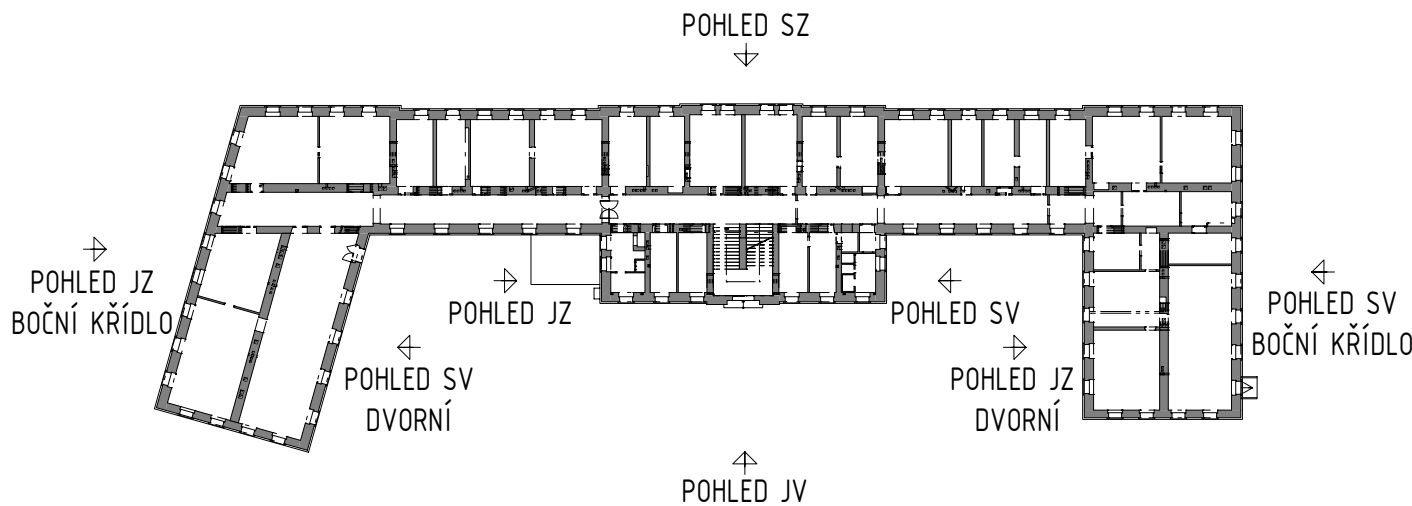 POHLED SZ
POHLED JZ
BOČNÍ KŘÍDLO
POHLED JZ
POHLED SV
POHLED SV
BOČNÍ KŘÍDLO
POHLED SV
DVORNÍ
POHLED JZ
DVORNÍ
POHLED JV